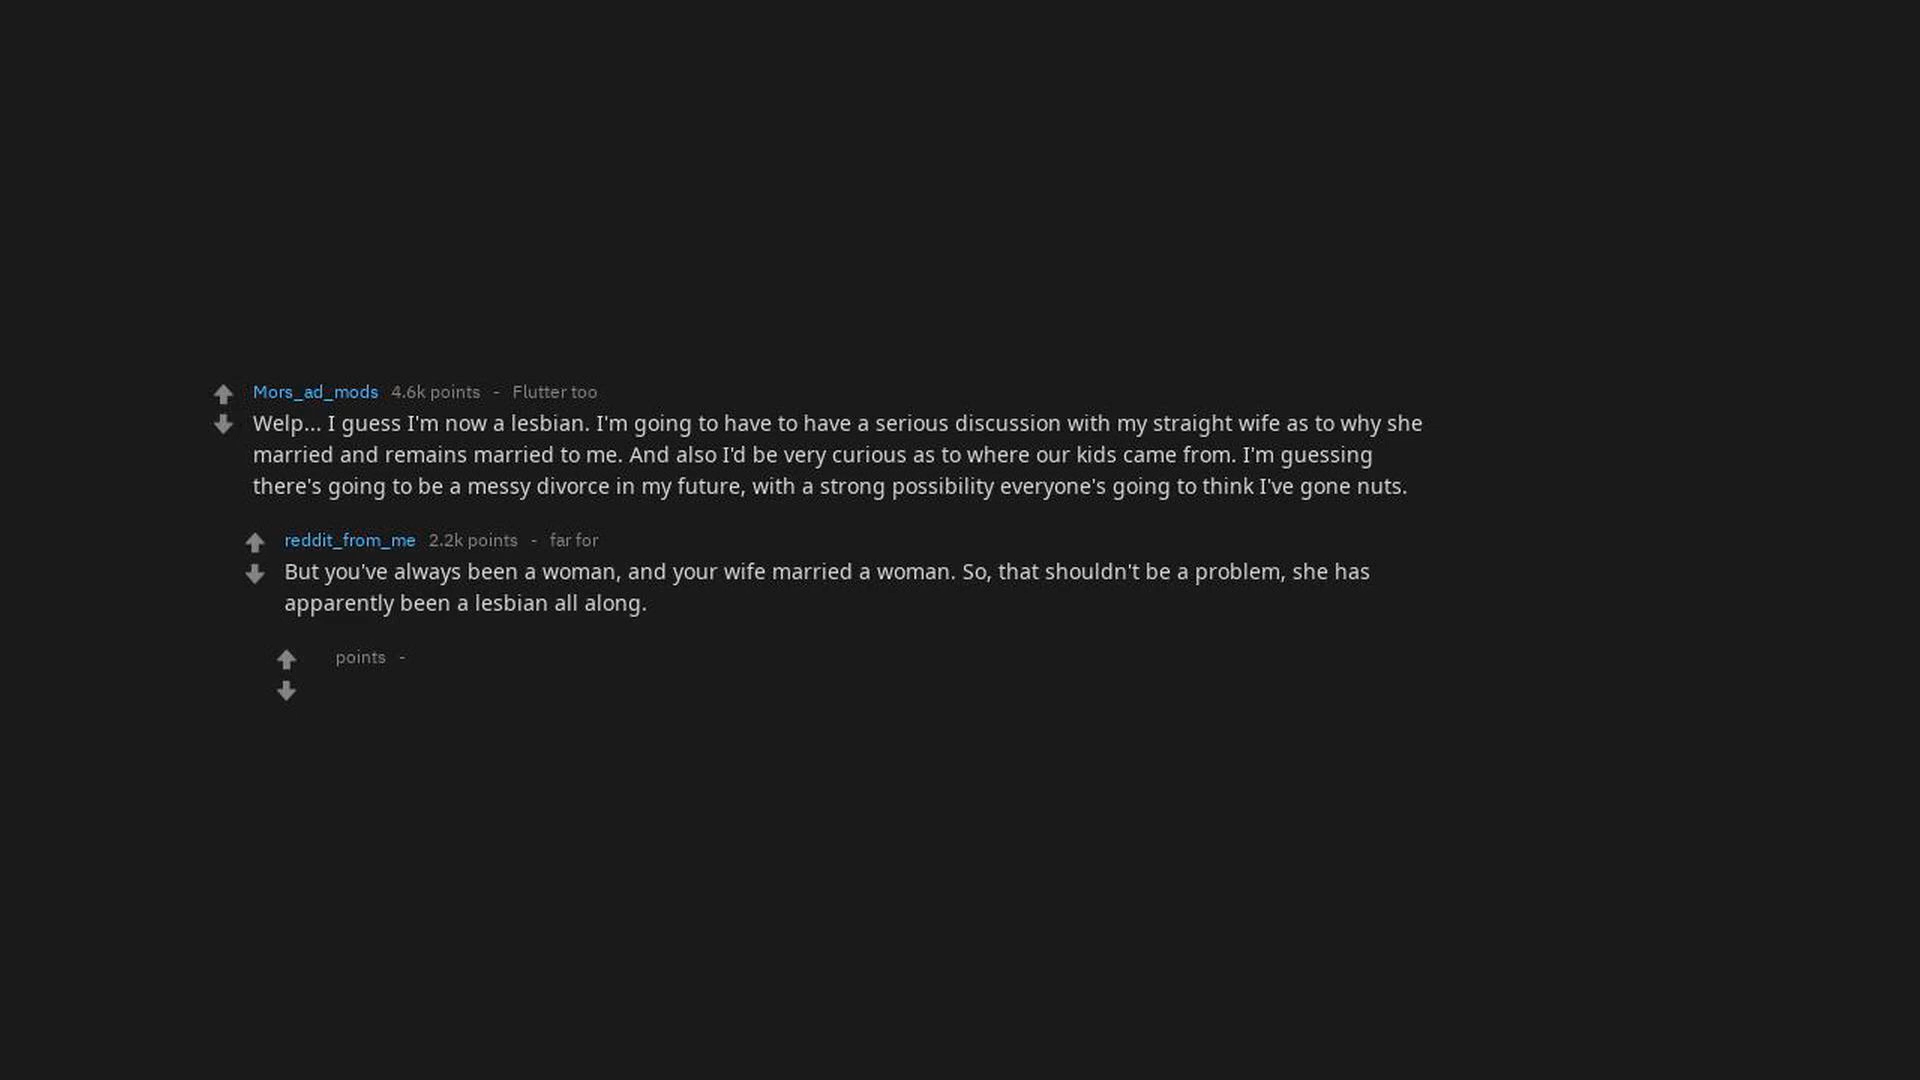 Mors_ad_mods 4.6k points - Flutter too
Welp... I guess I'm now a lesbian. I'm going to have to have a serious discussion with my straight wife as to why she
married and remains married to me. And also I'd be very curious as to where our kids came from. I'm guessing
there's going to be a messy divorce in my future, with a strong possibility everyone's going to think I've gone nuts.
reddit_from_me 2.2k points - far for
But you've always been a woman, and your wife married a woman. So, that shouldn't be a problem, she has
apparently been a lesbian all along.
points -